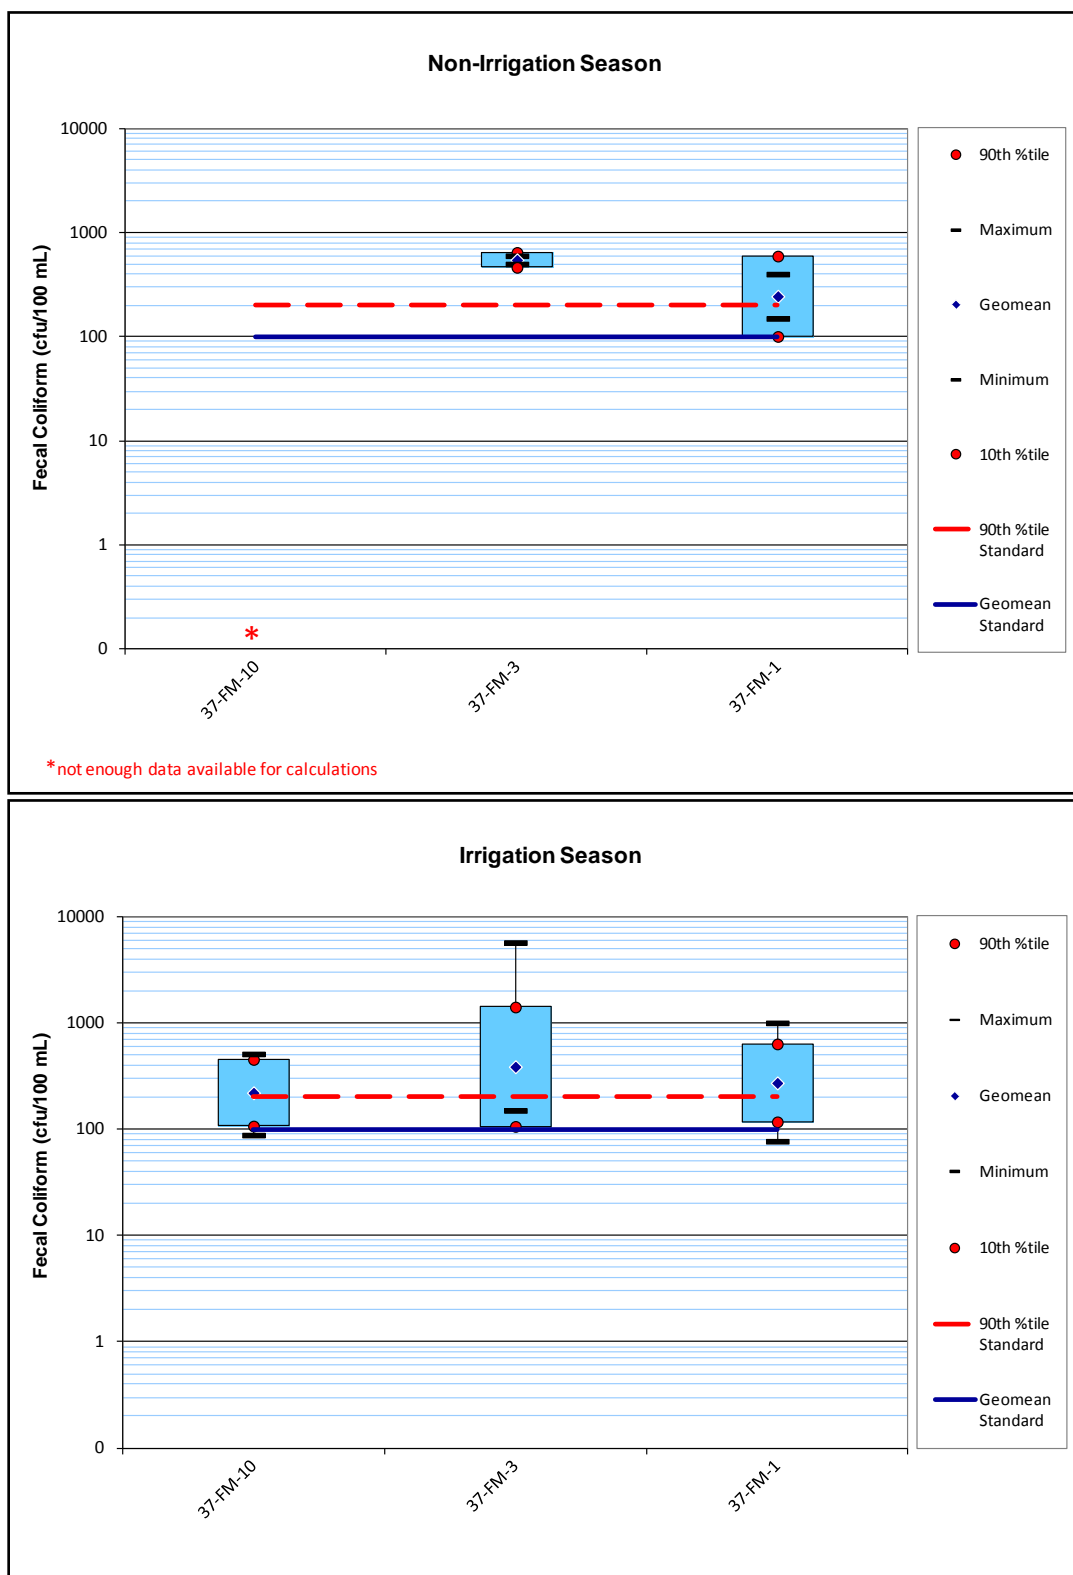 Non-Irrigation Season
10000
1000
100
10
1
0
Fecal Coliform (cfu/100 mL)
*
37-FM-10
37-FM-3
37-FM-1
*not enough data available for calculations
90th %tile
Maximum
Geomean
Minimum
10th %tile
90th %tile
Standard
Geomean
Standard
Irrigation Season
10000
1000
100
10
1
0
Fecal Coliform (cfu/100 mL)
37-FM-10
37-FM-3
37-FM-1
90th %tile
Maximum
Geomean
Minimum
10th %tile
90th %tile
Standard
Geomean
Standard